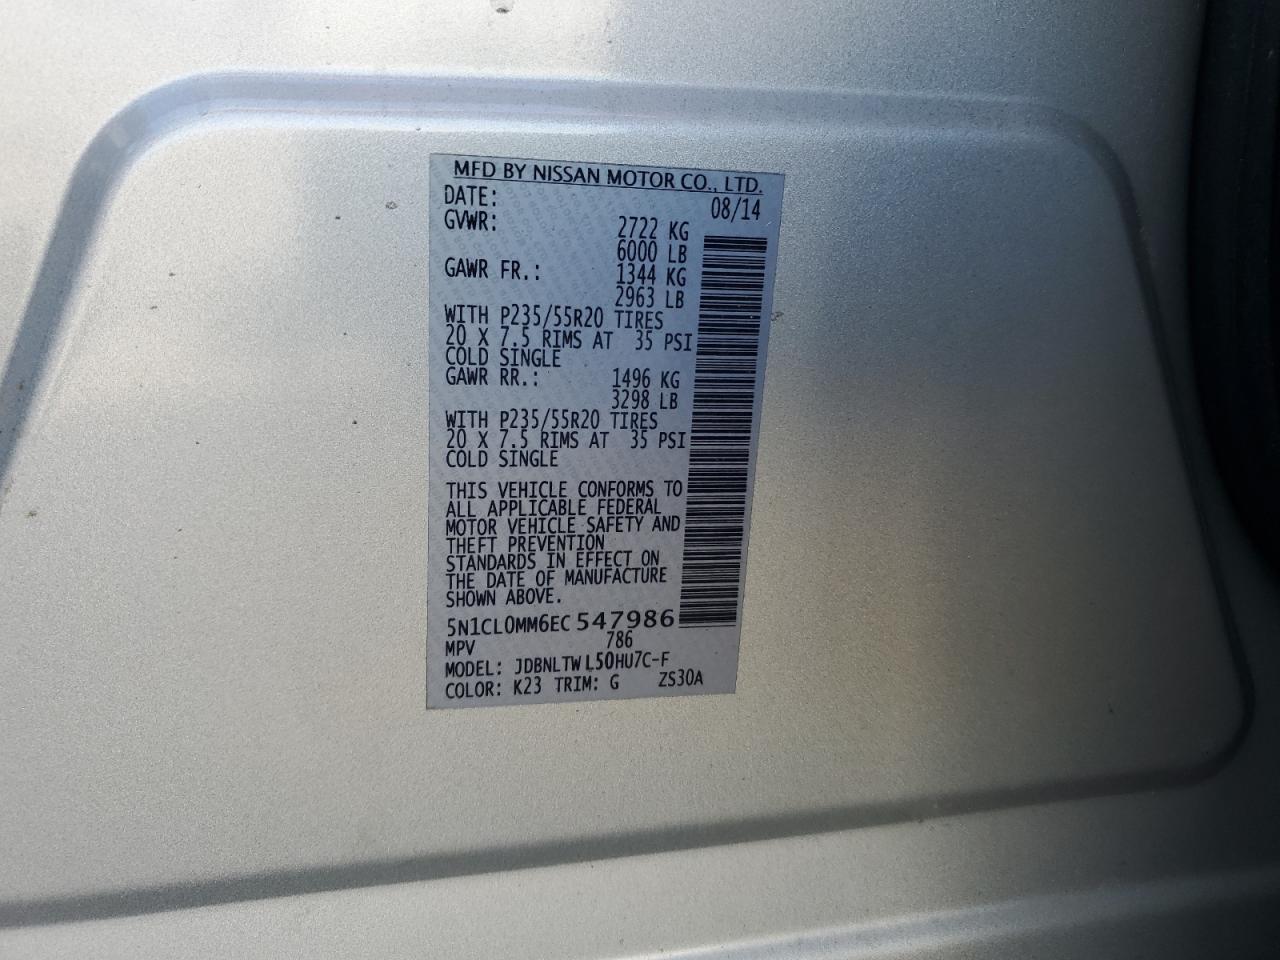 MFD BY NISSAN MOTOR CO., LTD.
DATE: 08/14
GVWR: 2722 KG
6000 LB
GAWR FR.: 1344 KG
2963 LB
WITH P235/55R20 TIRES
20 X 7.5 RIMS AT 35 PSI
COLD SINGLE
GAWR RR.: 1496 KG
3298 LB
WITH P235/55R20 TIRES
20 X 7.5 RIMS AT 35 PSI
COLD SINGLE
THIS VEHICLE CONFORMS TO
ALL APPLICABLE FEDERAL
MOTOR VEHICLE SAFETY AND
THEFT PREVENTION
STANDARDS IN EFFECT ON
THE DATE OF MANUFACTURE
SHOWN ABOVE.
5N1CL0MM6EC547986
MPV 786
MODEL: JDBNLTWL50HU7C-F
COLOR: K23 TRIM: G ZS30A